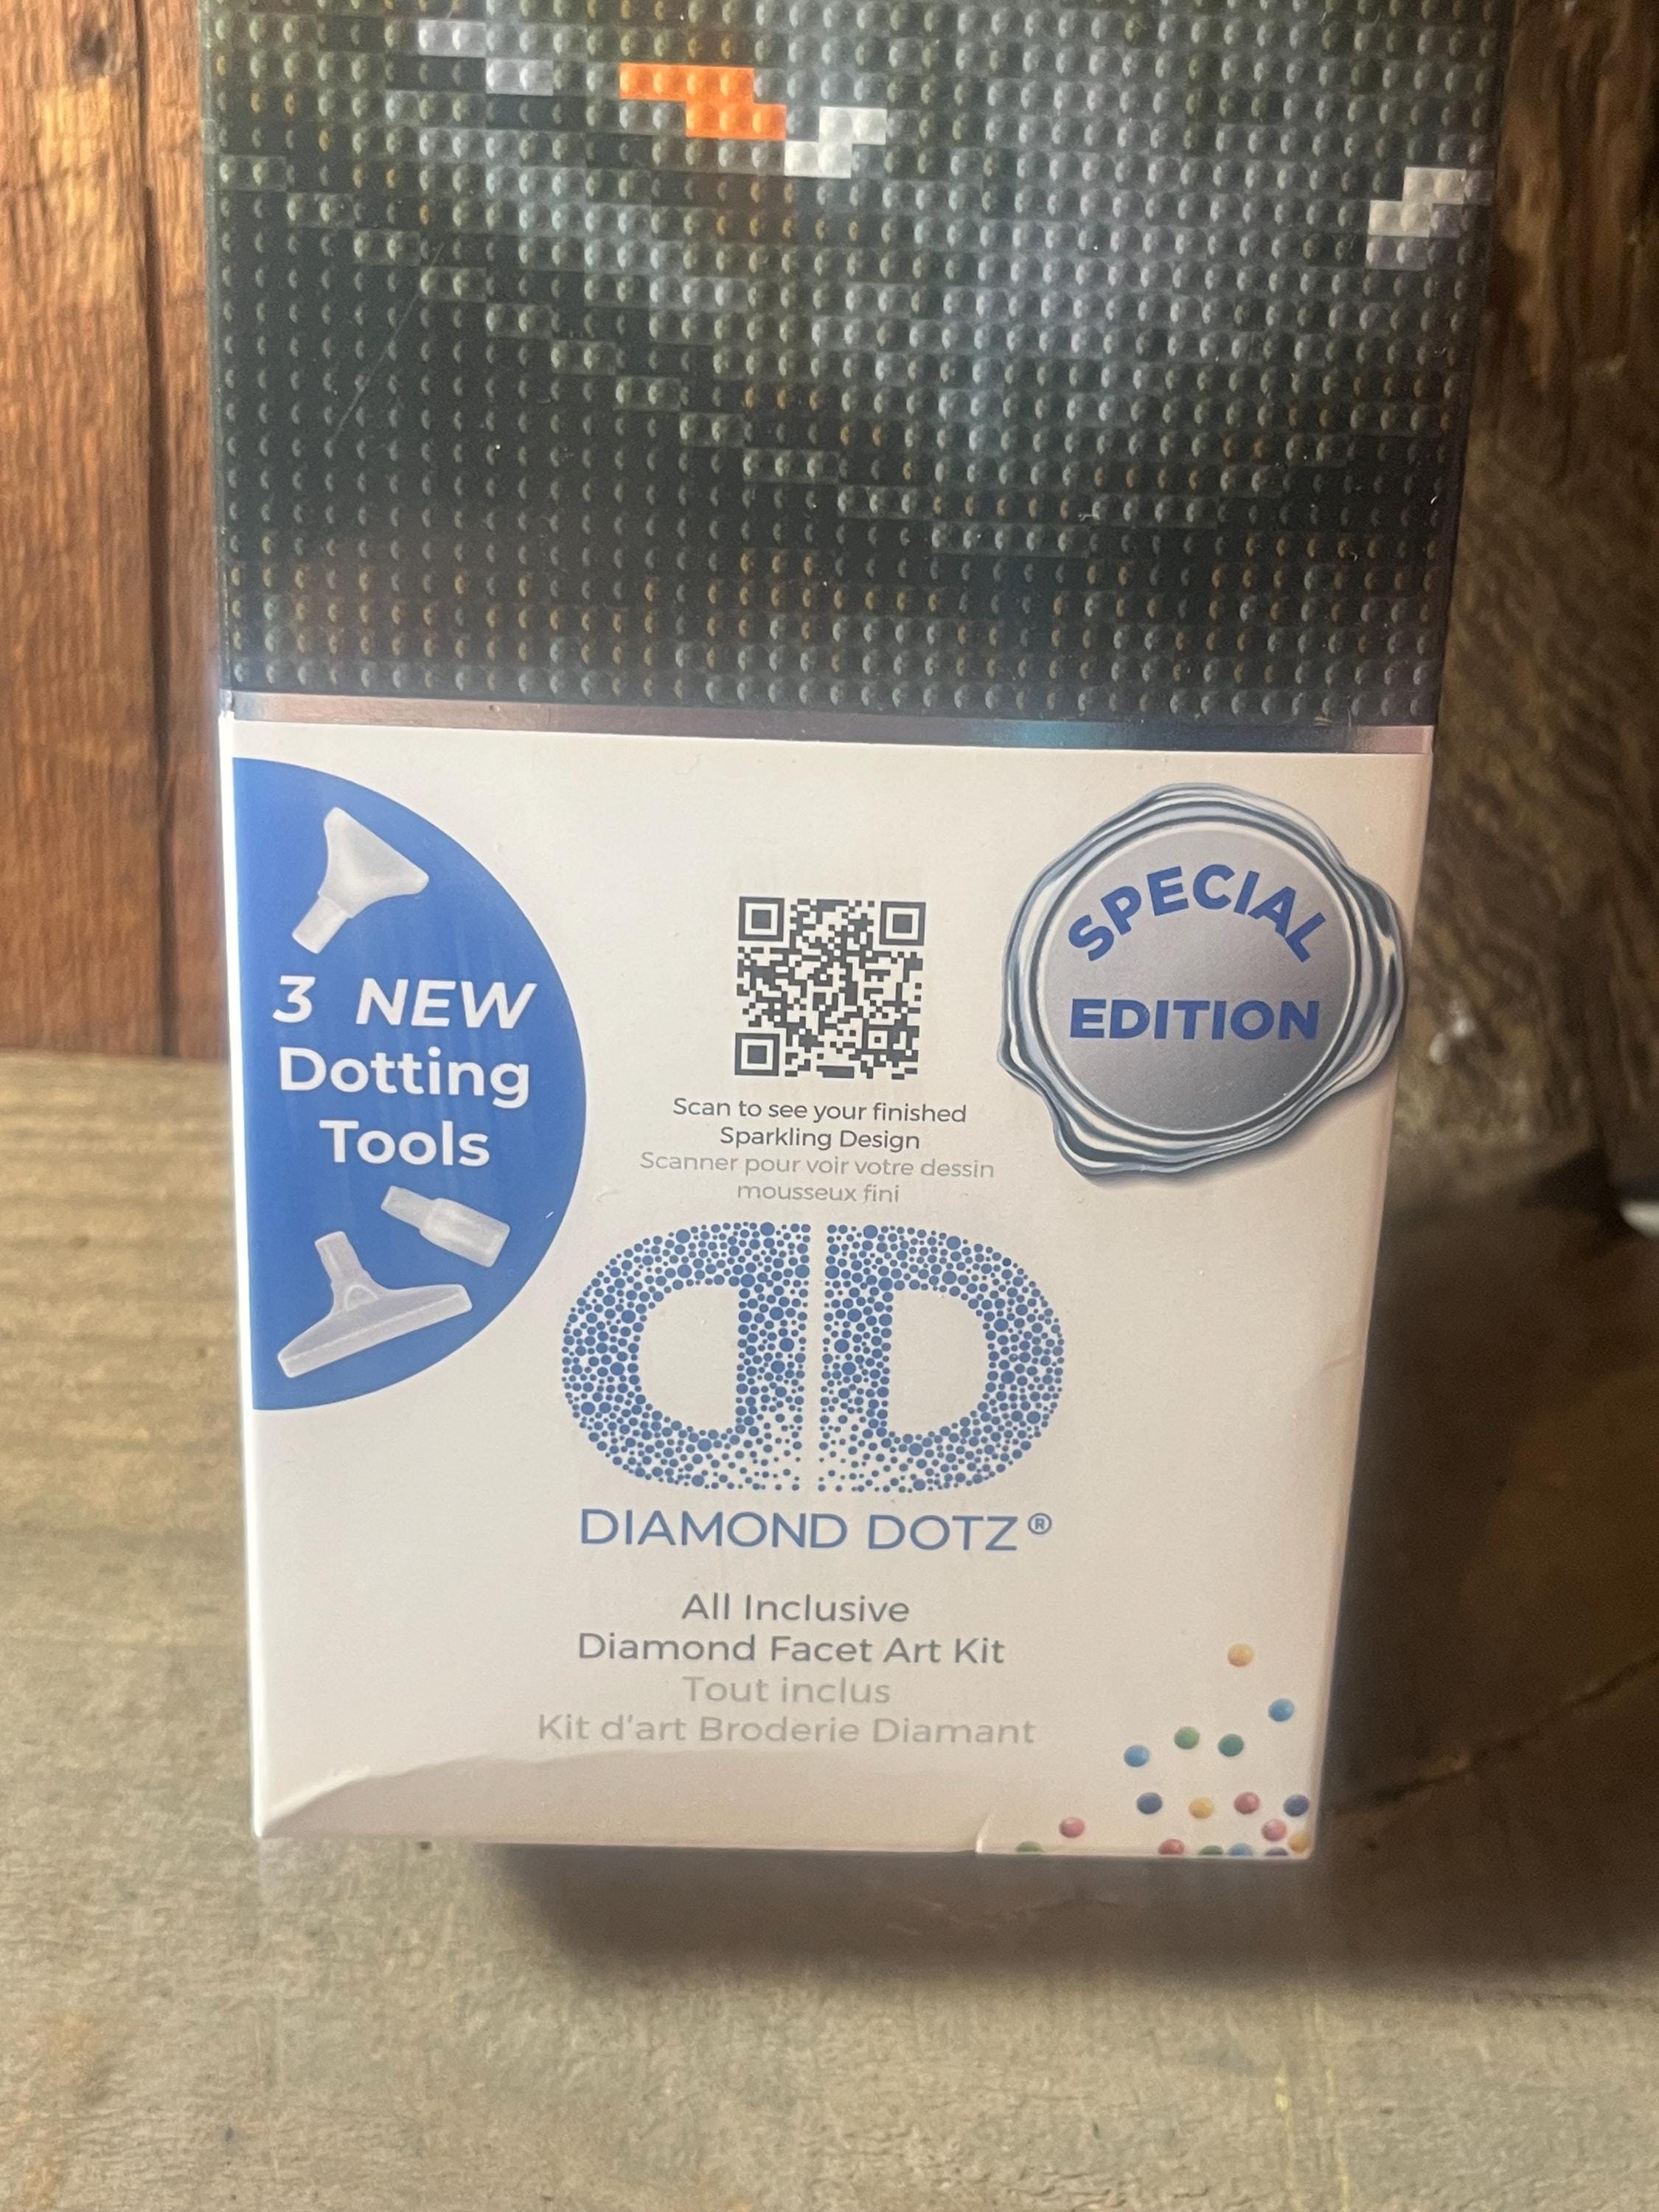 3 NEW
Dotting
Tools
SPECIAL
EDITION
Scan to see your finished
Sparkling Design
Scanner pour voir votre dessin
mousseux fini
DD
DIAMOND DOTZ®
All Inclusive
Diamond Facet Art Kit
Tout inclus
Kit d'art Broderie Diamant